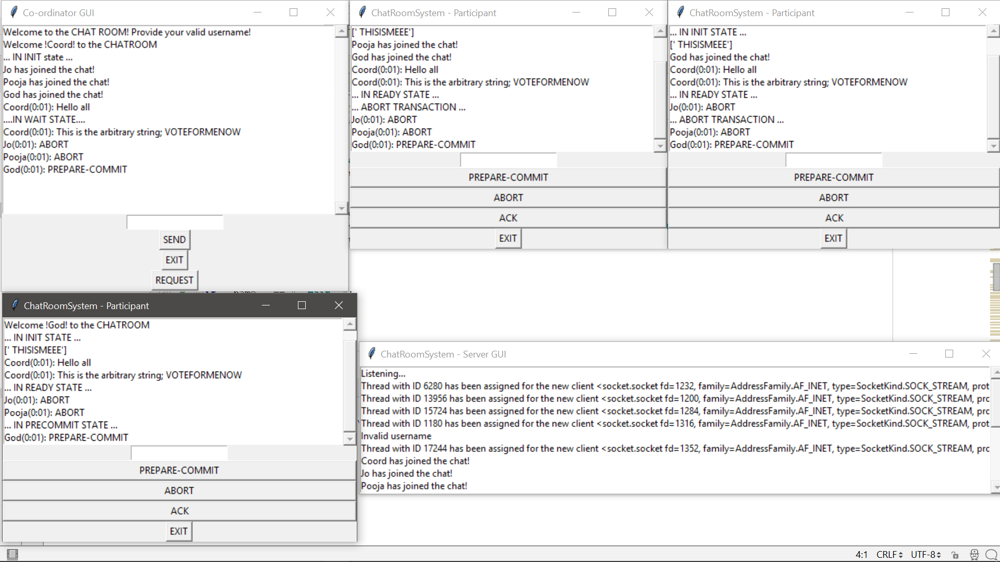 Co-ordinator GUI
Welcome to the CHAT ROOM! Provide your valid username!
Welcome !Coord! to the CHATROOM
... IN INIT state ...
Jo has joined the chat!
Pooja has joined the chat!
God has joined the chat!
Coord(0:01): Hello all
....IN WAIT STATE....
Coord(0:01): This is the arbitrary string; VOTEFORMENOW
Jo(0:01): ABORT
Pooja(0:01): ABORT
God(0:01): PREPARE-COMMIT
SEND
EXIT
REQUEST
ChatRoomSystem - Participant
[' THISISMEEE']
Pooja has joined the chat!
God has joined the chat!
Coord(0:01): Hello all
Coord(0:01): This is the arbitrary string; VOTEFORMENOW
... IN READY STATE ...
... ABORT TRANSACTION ...
Jo(0:01): ABORT
Pooja(0:01): ABORT
God(0:01): PREPARE-COMMIT
PREPARE-COMMIT
ABORT
ACK
EXIT
ChatRoomSystem - Participant
... IN INIT STATE ...
[' THISISMEEE']
God has joined the chat!
Coord(0:01): Hello all
Coord(0:01): This is the arbitrary string; VOTEFORMENOW
... IN READY STATE ...
Jo(0:01): ABORT
... ABORT TRANSACTION ...
Pooja(0:01): ABORT
God(0:01): PREPARE-COMMIT
PREPARE-COMMIT
ABORT
ACK
EXIT
ChatRoomSystem - Participant
Welcome !God! to the CHATROOM
... IN INIT STATE ...
[' THISISMEEE']
Coord(0:01): Hello all
Coord(0:01): This is the arbitrary string; VOTEFORMENOW
... IN READY STATE ...
Jo(0:01): ABORT
Pooja(0:01): ABORT
... IN PRECOMMIT STATE ...
God(0:01): PREPARE-COMMIT
PREPARE-COMMIT
ABORT
ACK
EXIT
ChatRoomSystem - Server GUI
Listening...
Thread with ID 6280 has been assigned for the new client <socket.socket fd=1232, family=AddressFamily.AF_INET, type=SocketKind.SOCK_STREAM, prot
Thread with ID 13956 has been assigned for the new client <socket.socket fd=1200, family=AddressFamily.AF_INET, type=SocketKind.SOCK_STREAM, prc
Thread with ID 15724 has been assigned for the new client <socket.socket fd=1284, family=AddressFamily.AF_INET, type=SocketKind.SOCK_STREAM, prc
Thread with ID 1180 has been assigned for the new client <socket.socket fd=1316, family=AddressFamily.AF_INET, type=SocketKind.SOCK_STREAM, prot
Invalid username
Thread with ID 17244 has been assigned for the new client <socket.socket fd=1352, family=AddressFamily.AF_INET, type=SocketKind.SOCK_STREAM, prc
Coord has joined the chat!
Jo has joined the chat!
Pooja has joined the chat!
4:1 CRLF UTF-8